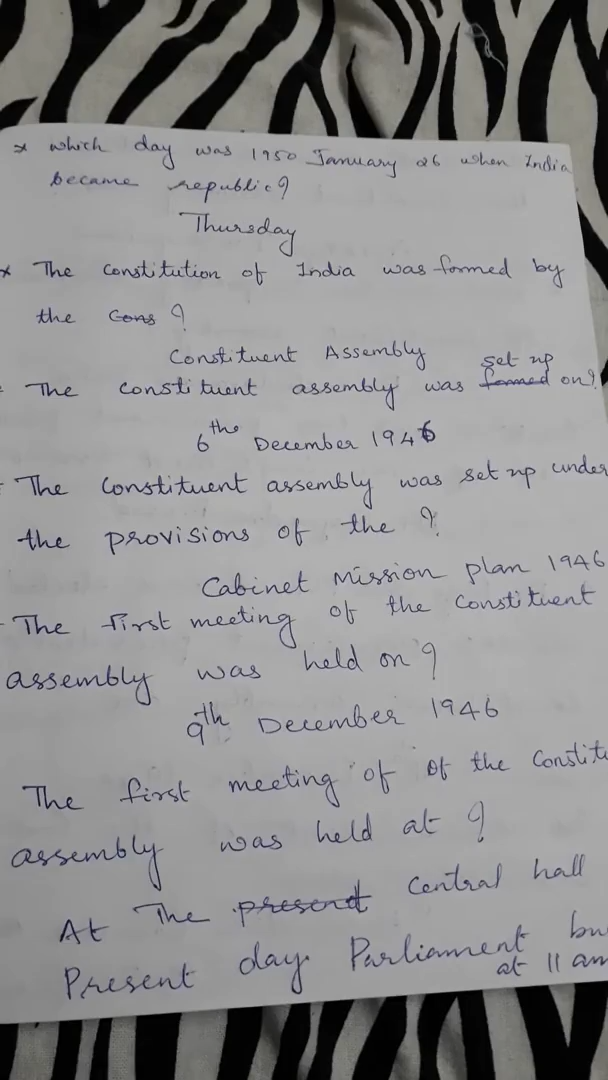 * which day was 1950 January 26 when India
became republic?
Thursday
* The constitution of India was formed by
the Cons ?
Constituent Assembly
set up
The constituent assembly was formed on?
6th December 1946
The constituent assembly was set up under
the provisions of the ?
Cabinet Mission plan 1946
The first meeting of the constituent
assembly was held on ?
9th December 1946
The first meeting of of the constitu
assembly was held at ?
At The present central hall
Present day Parliament bu
at 11 am